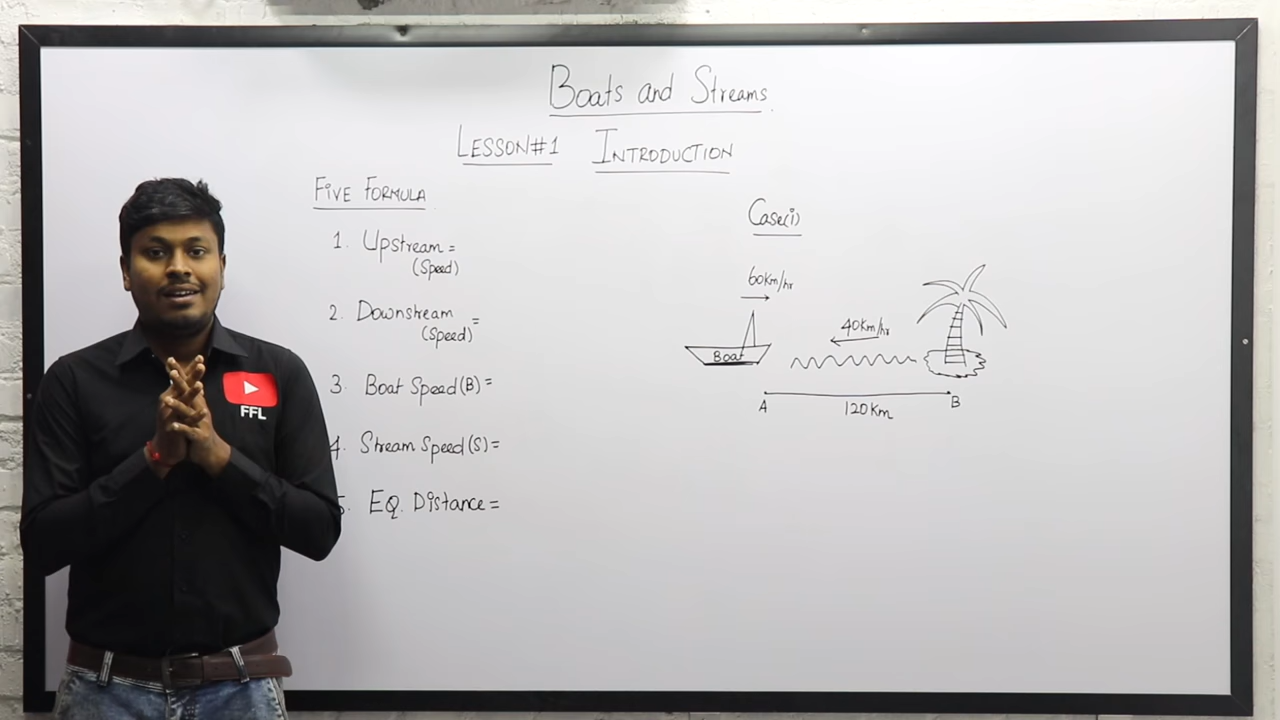 Boats and Streams.
LESSON#1 INTRODUCTION
FIVE FORMULA
1. Upstream =
(Speed)
2. Downstream =
(Speed)
3. Boat Speed (B) =
4. Stream Speed (S) =
5. EQ. Distance =
Case(i)
60Km/hr
40Km/hr
Boat
A 120Km B
FFL